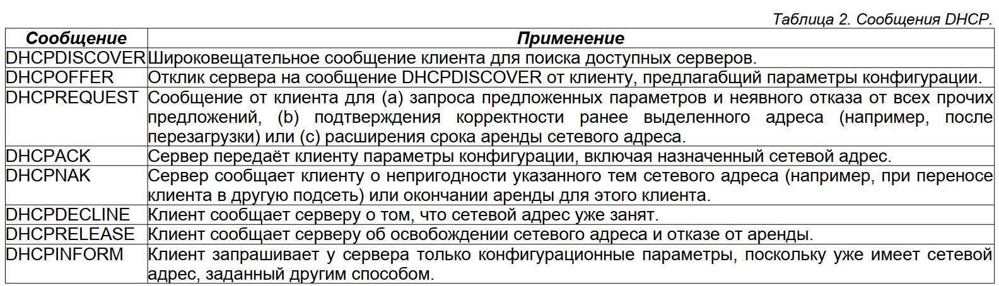 Таблица 2. Сообщения DHCP.
Сообщение Применение
DHCPDISCOVER Широковещательное сообщение клиента для поиска доступных серверов.
DHCPOFFER Отклик сервера на сообщение DHCPDISCOVER от клиенту, предлагабщий параметры конфигурации.
DHCPREQUEST Сообщение от клиента для (a) запроса предложенных параметров и неявного отказа от всех прочих
предложений, (b) подтверждения корректности ранее выделенного адреса (например, после
перезагрузки) или (c) расширения срока аренды сетевого адреса.
DHCPACK Сервер передаёт клиенту параметры конфигурации, включая назначенный сетевой адрес.
DHCPNAK Сервер сообщает клиенту о непригодности указанного тем сетевого адреса (например, при переносе
клиента в другую подсеть) или окончании аренды для этого клиента.
DHCPDECLINE Клиент сообщает серверу о том, что сетевой адрес уже занят.
DHCPRELEASE Клиент сообщает серверу об освобождении сетевого адреса и отказе от аренды.
DHCPINFORM Клиент запрашивает у сервера только конфигурационные параметры, поскольку уже имеет сетевой
адрес, заданный другим способом.